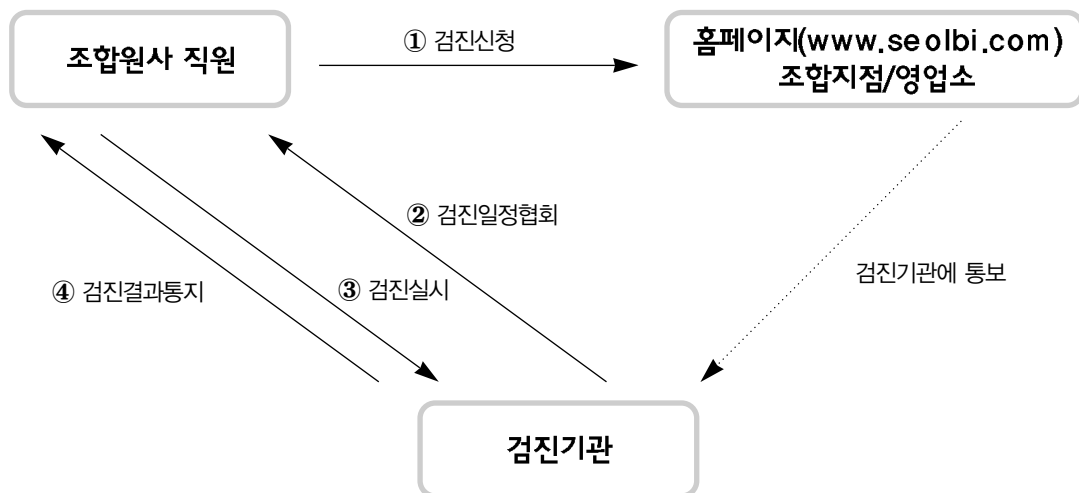 조합원사 직원
① 검진신청
홈페이지(www.seolbi.com)
조합지점/영업소
② 검진일정협회
④ 검진결과통지
③ 검진실시
검진기관에 통보
검진기관